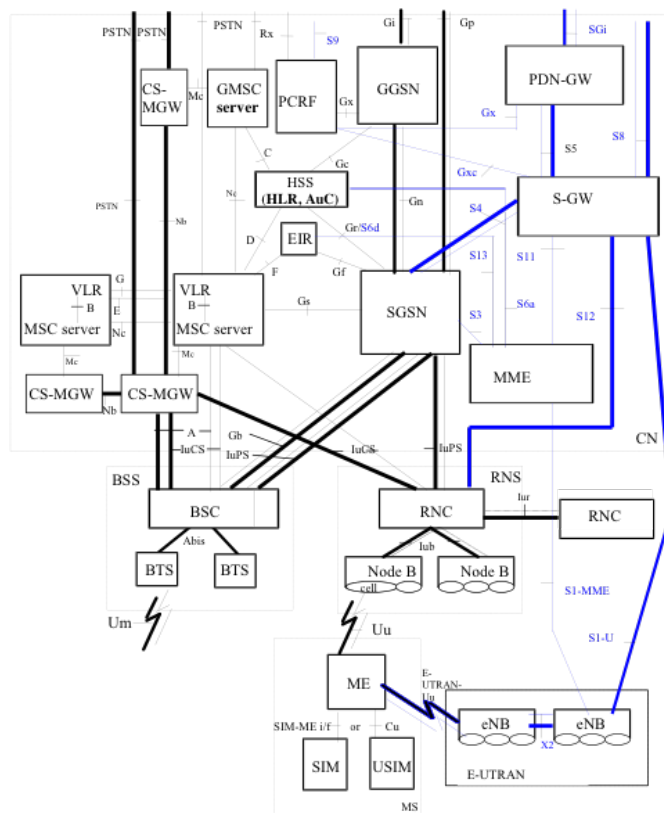 PSTN PSTN
PSTN
Rx
S9
Gi
Gp
SGi
CS-
MGW
Mc
GMSC
server
PCRF
Gx
GGSN
PDN-GW
Gx
S5
S8
C
Gc
Gxc
HSS
(HLR, AuC)
S-GW
PSTN
Nb
Nc
Gn
S4
D
EIR
Gr/S6d
F
Gf
S13
S11
G
VLR
B
MSC server
E
Nc
VLR
B
MSC server
Gs
SGSN
S3
S6a
S12
Mc
Mc
MME
CS-MGW
Nb
CS-MGW
CN
A
Gb
IuCS
IuPS
IuCS
IuPS
BSS
RNS
BSC
RNC
Iur
RNC
Abis
Iub
BTS
BTS
Node B
cell
Node B
S1-MME
Um
Uu
S1-U
ME
E-
UTRAN-
Uu
SIM-ME i/f or Cu
eNB
X2
eNB
SIM
USIM
E-UTRAN
MS